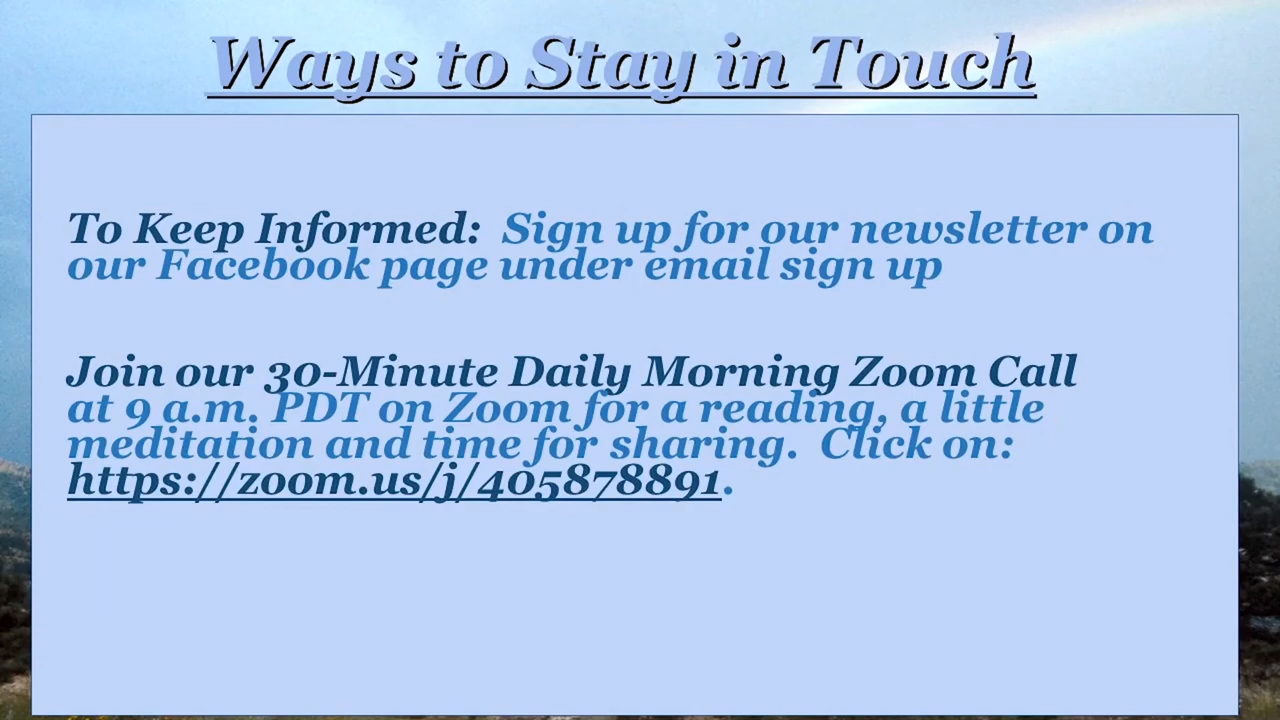 Ways to Stay in Touch
To Keep Informed:  Sign up for our newsletter on
our Facebook page under email sign up
Join our 30-Minute Daily Morning Zoom Call
at 9 a.m. PDT on Zoom for a reading, a little
meditation and time for sharing.  Click on:
https://zoom.us/j/405878891.